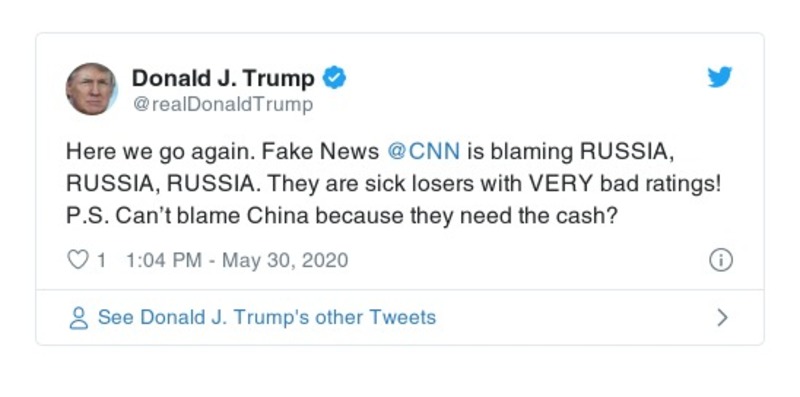 Donald J. Trump
@realDonaldTrump
Here we go again. Fake News @CNN is blaming RUSSIA,
RUSSIA, RUSSIA. They are sick losers with VERY bad ratings!
P.S. Can’t blame China because they need the cash?
1 1:04 PM - May 30, 2020
See Donald J. Trump's other Tweets